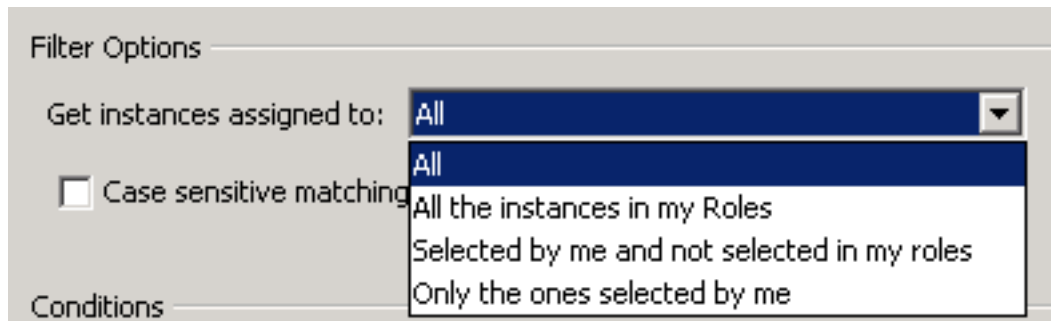 Filter Options
Get instances assigned to: All
All
Case sensitive matching
All the instances in my Roles
Selected by me and not selected in my roles
Only the ones selected by me
Conditions